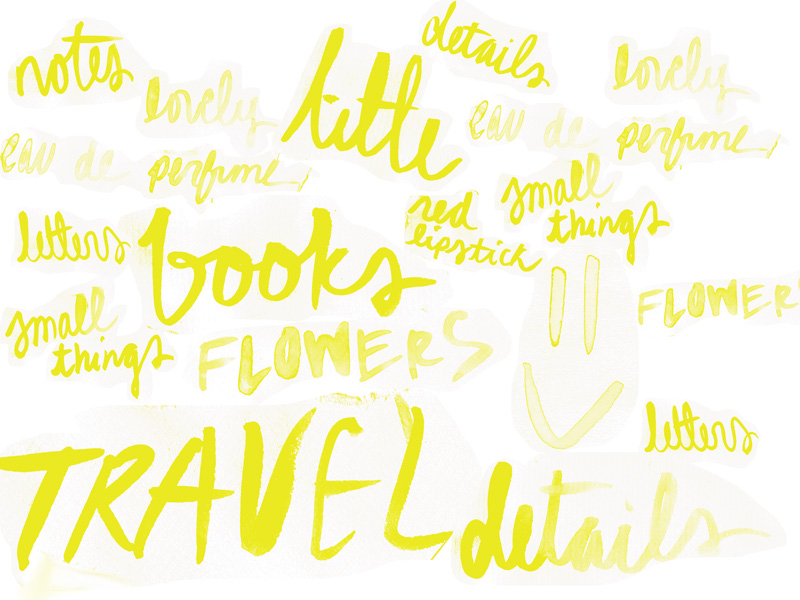 notes
lovely
little
details
lovely
eau de perfume
eau de perfume
letters
books
red
lipstick
small
things
small
things
FLOWERS
FLOWERS
letters
TRAVEL
details